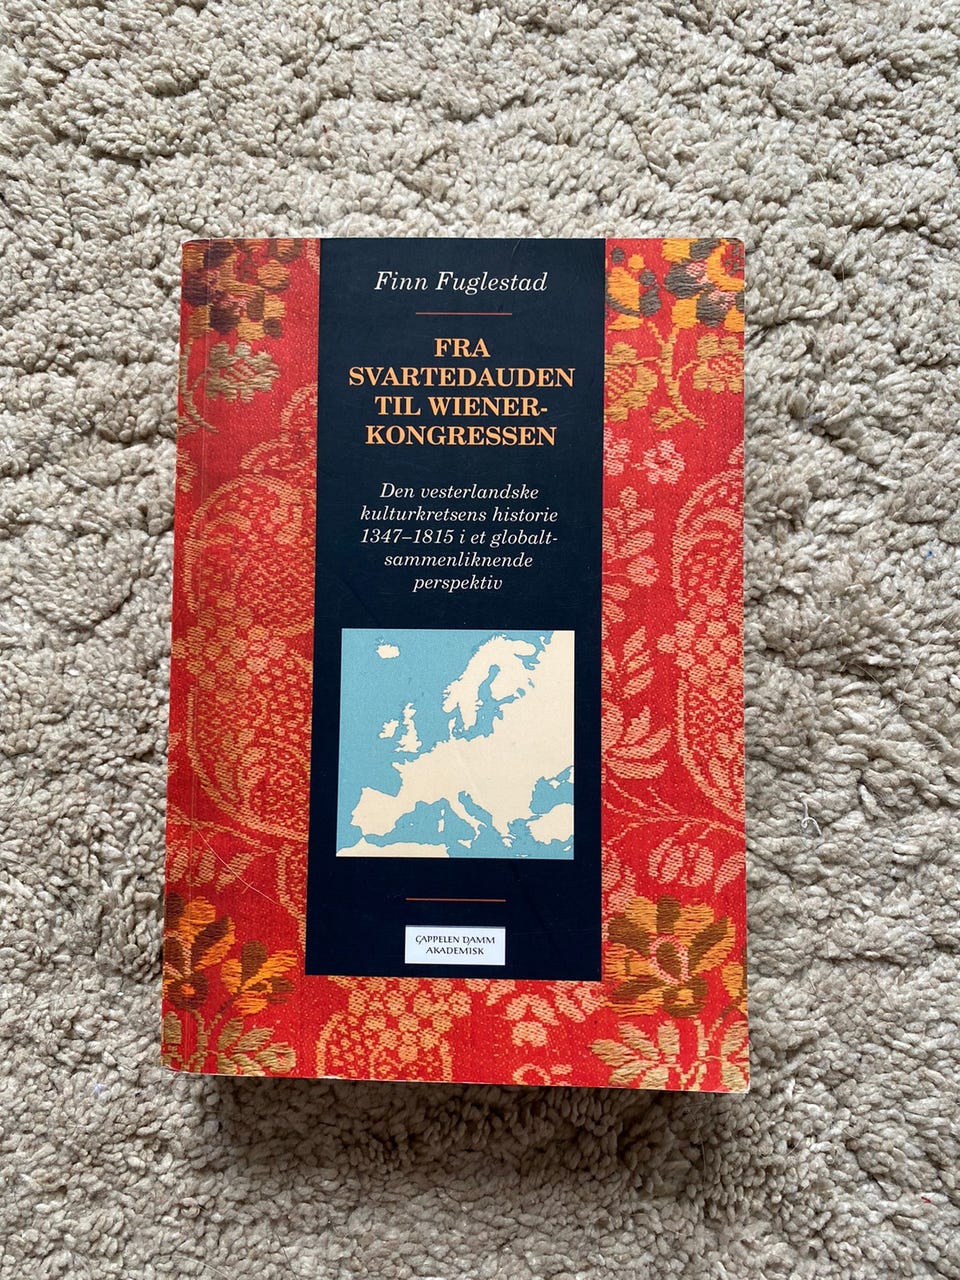 Finn Fuglestad
FRA
SVARTEDAUDEN
TIL WIENER-
KONGRESSEN
Den vesterlandske
kulturkretsens historie
1347–1815 i et globalt-
sammenliknende
perspektiv
CAPPELEN DAMM
AKADEMISK